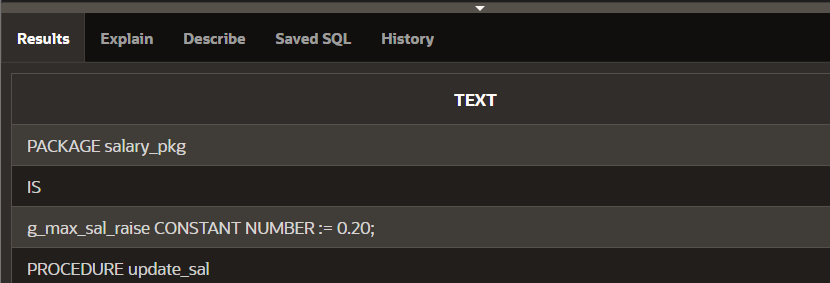 Results Explain Describe Saved SQL History
TEXT
PACKAGE salary_pkg
IS
g_max_sal_raise CONSTANT NUMBER := 0.20;
PROCEDURE update_sal